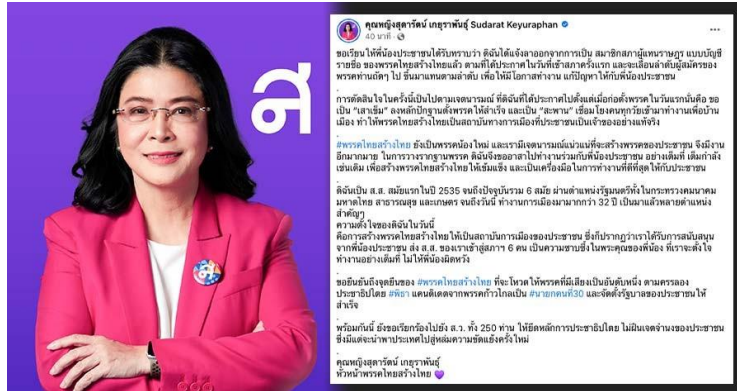 ส
คุณหญิงสุดารัตน์ เกยุราพันธุ์ Sudarat Keyuraphan
40 นาที ·
ขอเรียนให้พี่น้องประชาชนได้รับทราบว่า ดิฉันได้แจ้งลาออกจากการเป็น สมาชิกสภาผู้แทนราษฎร แบบบัญชี
รายชื่อ ของพรรคไทยสร้างไทยแล้ว ตามที่ได้ประกาศในวันที่เข้าสภาครั้งแรก และจะเลื่อนลำดับผู้สมัครของ
พรรคท่านถัดๆ ไป ขึ้นมาแทนตามลำดับ เพื่อให้มีโอกาสทำงาน แก้ปัญหาให้กับพี่น้องประชาชน
.
การตัดสินใจในครั้งนี้เป็นไปตามเจตนารมณ์ ที่ดิฉันที่ได้ประกาศไปตั้งแต่เมื่อก่อตั้งพรรคในวันแรกนั่นคือ ขอ
เป็น "เสาเข็ม" ลงหลักปักฐานตั้งพรรคให้สำเร็จ และเป็น "สะพาน" เชื่อมโยงคนทุกวัยเข้ามาทำงานเพื่อบ้าน
เมือง ทำให้พรรคไทยสร้างไทยเป็นสถาบันทางการเมืองที่ประชาชนเป็นเจ้าของอย่างแท้จริง
.
#พรรคไทยสร้างไทย ยังเป็นพรรคน้องใหม่ และเรามีเจตนารมณ์แน่วแน่ที่จะสร้างพรรคของประชาชน จึงมีงาน
อีกมากมาย ในการวางรากฐานพรรค ดิฉันจึงขออาสาไปทำงานร่วมกับพี่น้องประชาชน อย่างเต็มที่ เต็มกำลัง
เช่นเดิม เพื่อสร้างพรรคไทยสร้างไทยให้เข้มแข็ง และเป็นเครื่องมือในการทำงานที่ดีที่สุด ให้กับประชาชน
.
ดิฉันเป็น ส.ส. สมัยแรกในปี 2535 จนถึงปัจจุบันรวม 6 สมัย ผ่านตำแหน่งรัฐมนตรีทั้งในกระทรวงคมนาคม
มหาดไทย สาธารณสุข และเกษตร จนถึงวันนี้ ทำงานการเมืองมามากกว่า 32 ปี เป็นมาแล้วหลายตำแหน่ง
สำคัญๆ
ความตั้งใจของดิฉันในวันนี้
คือการสร้างพรรคไทยสร้างไทยให้เป็นสถาบันการเมืองของประชาชน ซึ่งก็ปรากฏว่าเราได้รับการสนับสนุน
จากพี่น้องประชาชน ส่ง ส.ส. ของเราเข้าสู่สภาฯ 6 คน เป็นความซาบซึ้งในพระคุณของพี่น้อง ที่เราจะตั้งใจ
ทำงานอย่างเต็มที่ ไม่ให้พี่น้องผิดหวัง
.
ขอยืนยันถึงจุดยืนของ #พรรคไทยสร้างไทย ที่จะโหวตให้พรรคที่มีเสียงเป็นอันดับหนึ่ง ตามครรลอง
ประชาธิปไตย #พิธา แคนดิเดตจากพรรคก้าวไกลเป็น #นายกคนที่30 และจัดตั้งรัฐบาลของประชาชนให้
สำเร็จ
.
พร้อมกันนี้ ยังขอเรียกร้องไปยัง ส.ว. ทั้ง 250 ท่าน ให้ยึดหลักการประชาธิปไตย ไม่ฝืนเจตจำนงของประชาชน
ซึ่งมีแต่จะนำพาประเทศไปสู่หล่มความขัดแย้งครั้งใหม่
.
คุณหญิงสุดารัตน์ เกยุราพันธุ์
หัวหน้าพรรคไทยสร้างไทย 💜